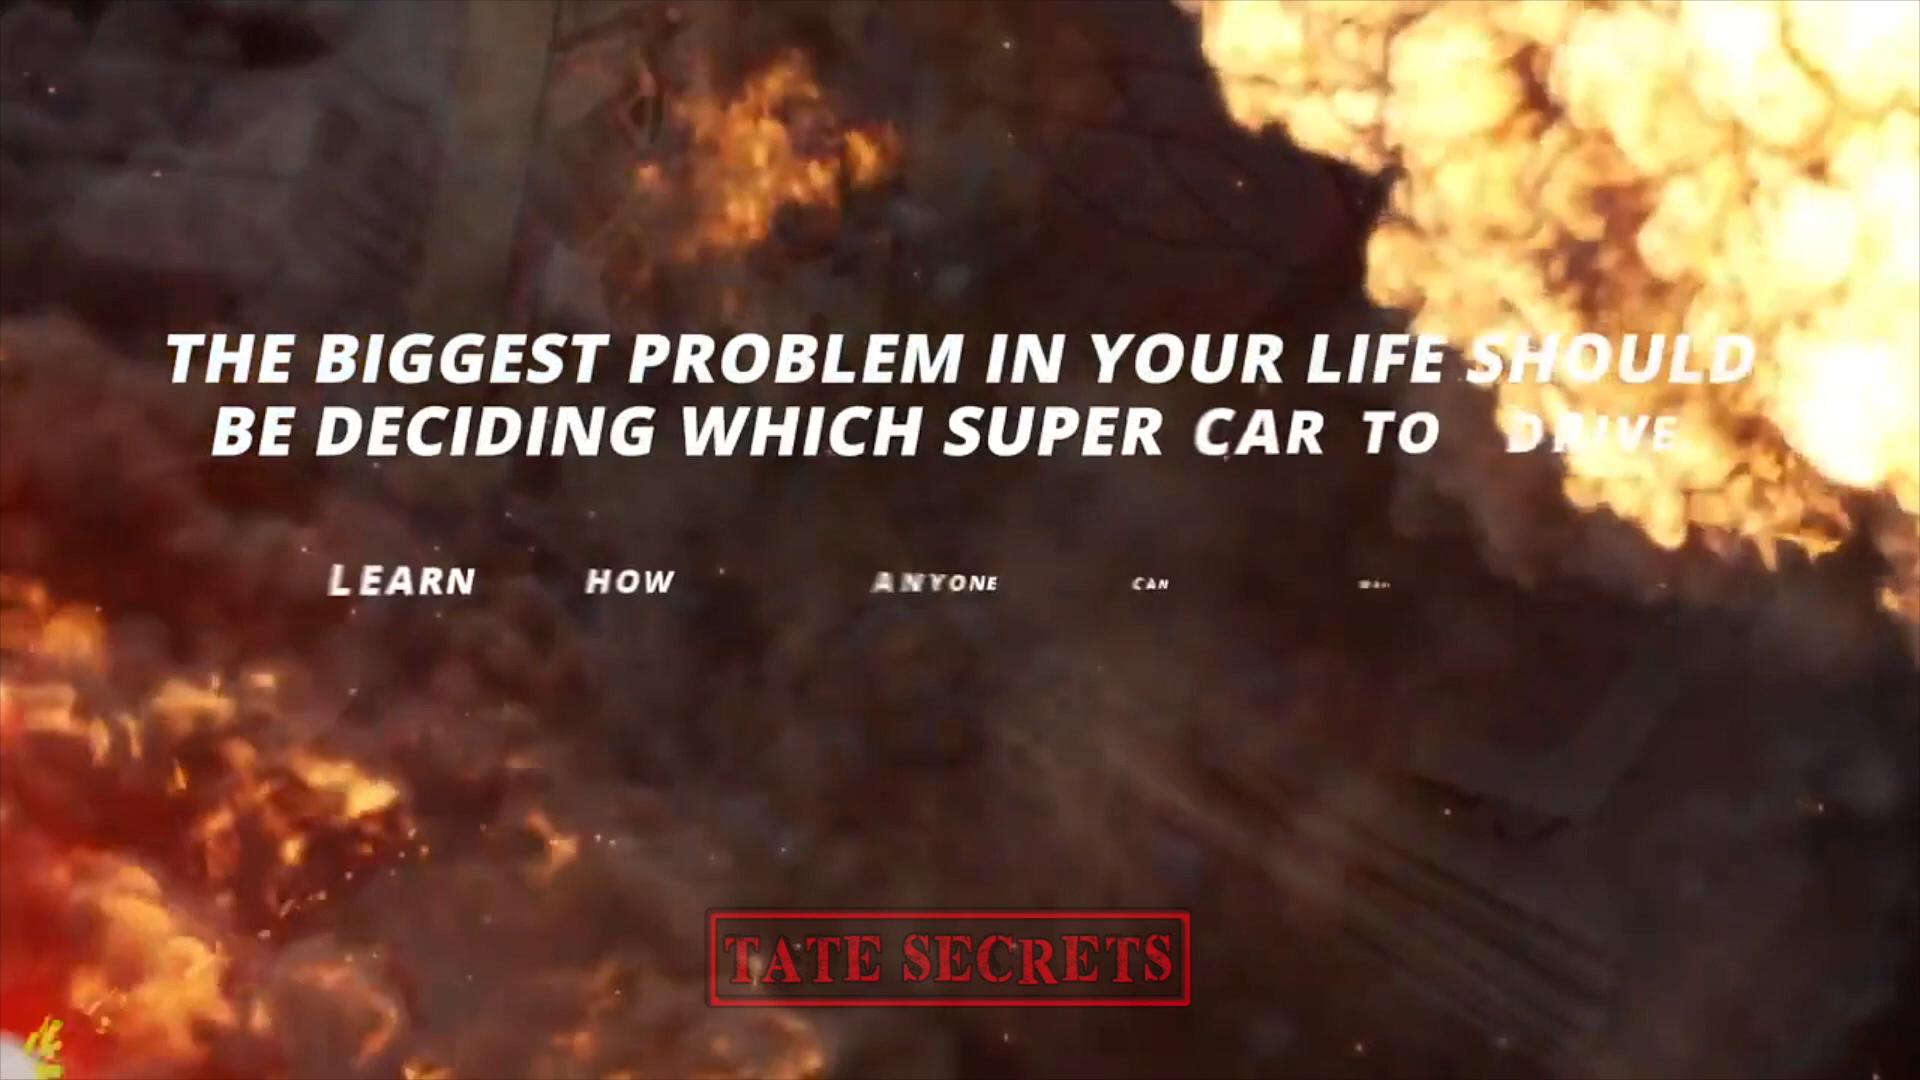 THE BIGGEST PROBLEM IN YOUR LIFE SHOULD
BE DECIDING WHICH SUPER CAR TO DRIVE
LEARN HOW ANYONE CAN
TATE SECRETS